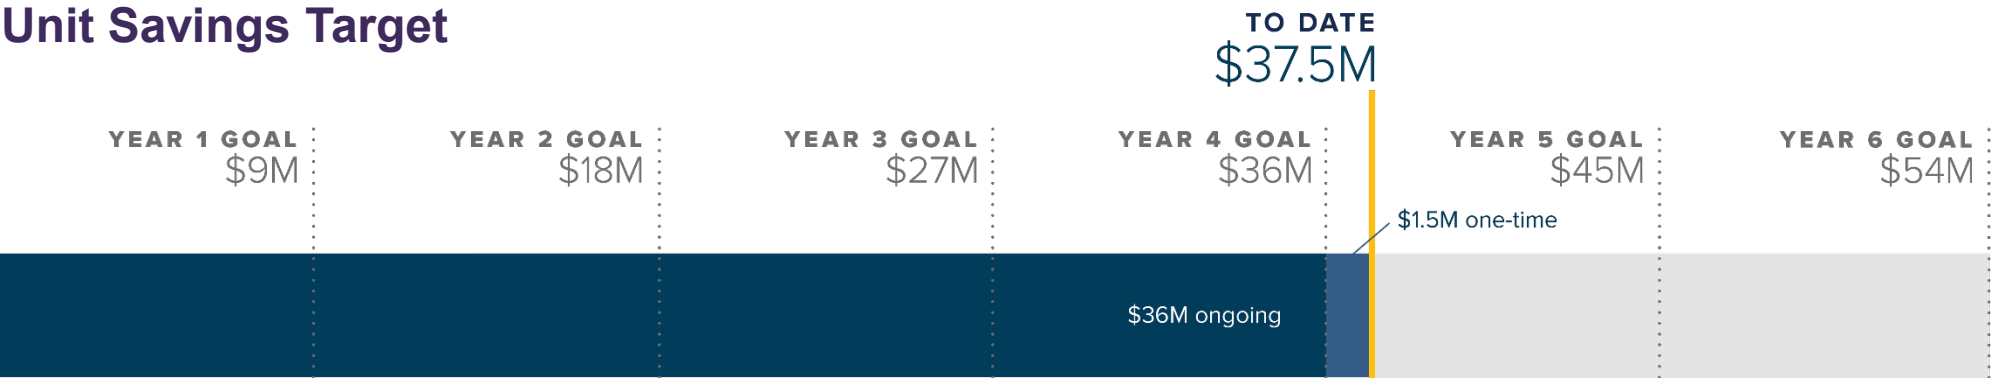 Unit Savings Target
TO DATE
$37.5M
YEAR 1 GOAL
$9M
YEAR 2 GOAL
$18M
YEAR 3 GOAL
$27M
YEAR 4 GOAL
$36M
YEAR 5 GOAL
$45M
YEAR 6 GOAL
$54M
$1.5M one-time
$36M ongoing